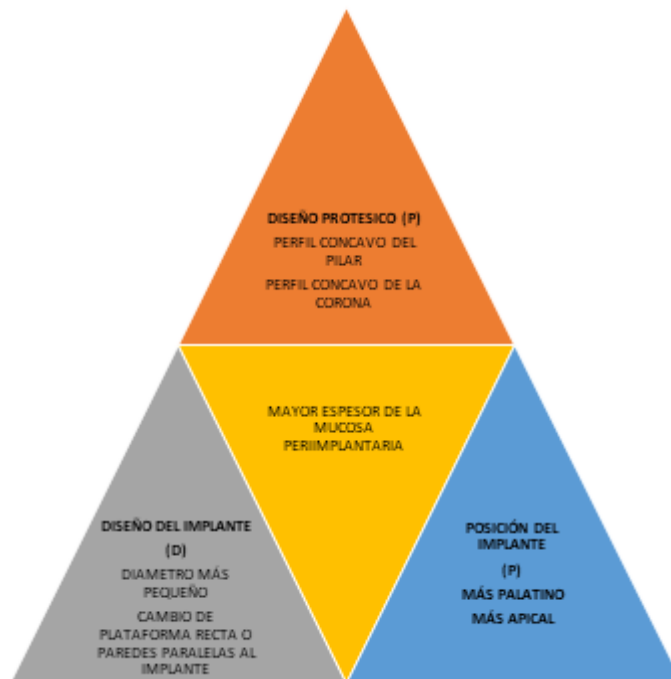 DISEÑO PROTESICO (P)
PERFIL CONCAVO DEL
PILAR
PERFIL CONCAVO DE LA
CORONA
MAYOR ESPESOR DE LA
MUCOSA
PERIIMPLANTARIA
DISEÑO DEL IMPLANTE
(D)
DIAMETRO MÁS
PEQUEÑO
CAMBIO DE
PLATAFORMA RECTA O
PAREDES PARALELAS AL
IMPLANTE
POSICIÓN DEL
IMPLANTE
(P)
MÁS PALATINO
MÁS APICAL